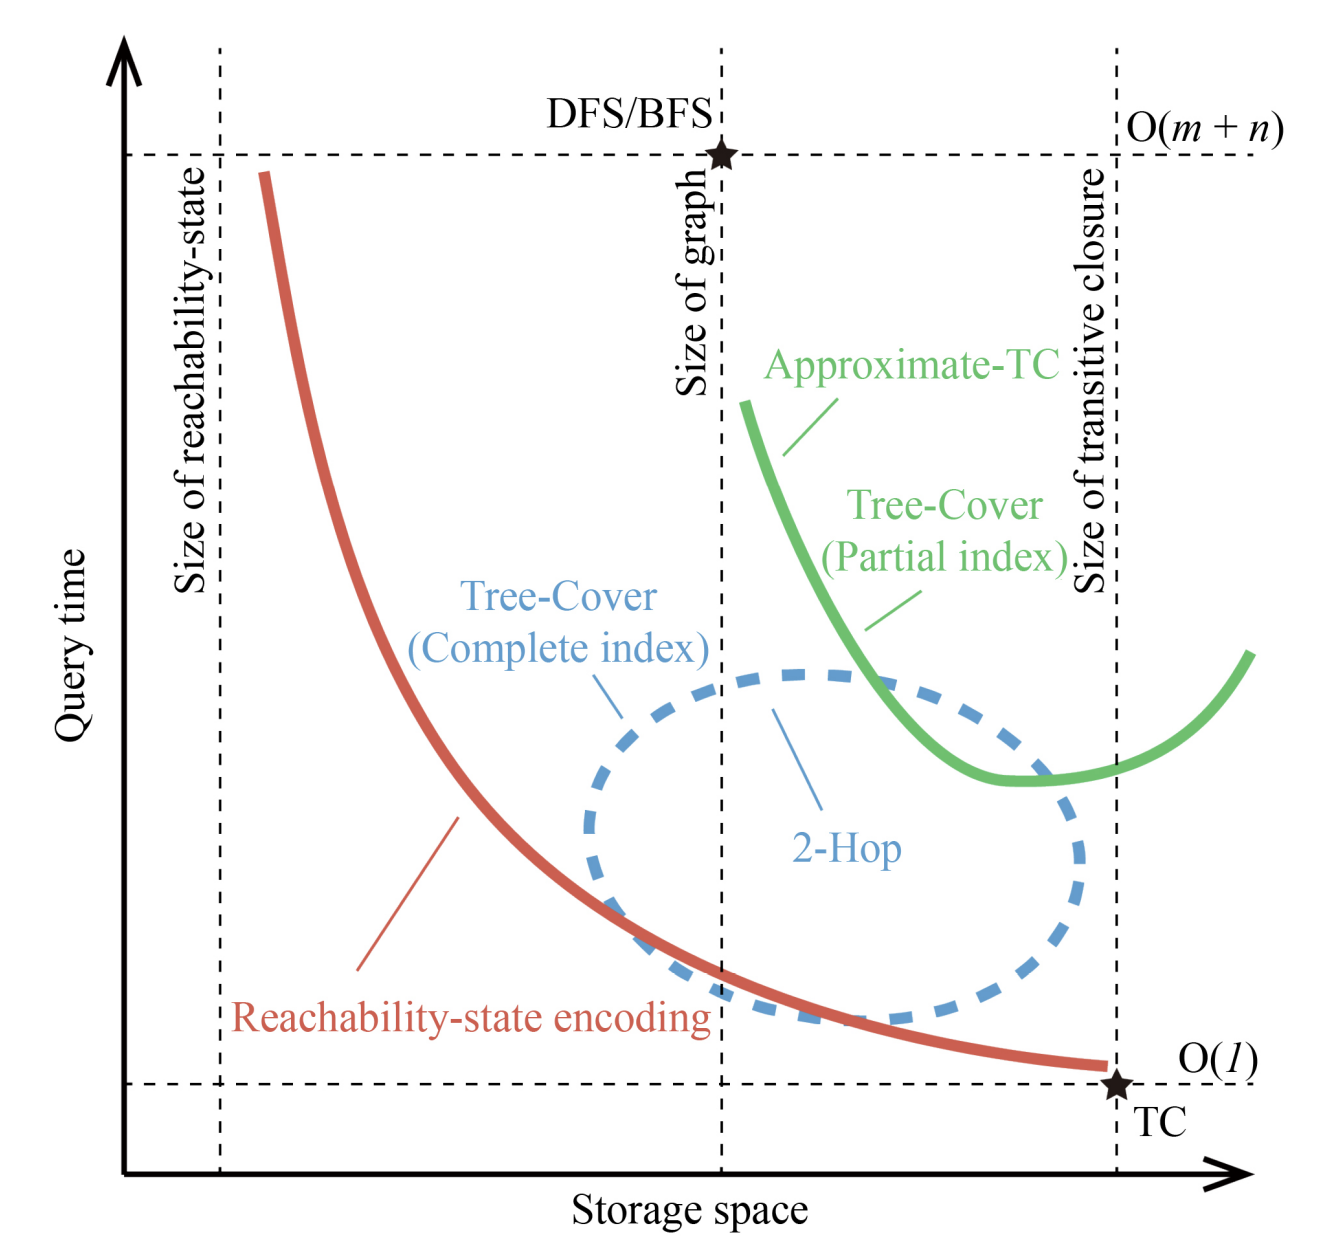 DFS/BFS
O(m + n)
Size of reachability-state
Size of graph
Size of transitive closure
Approximate-TC
Tree-Cover
(Partial index)
Tree-Cover
(Complete index)
Query time
2-Hop
Reachability-state encoding
O(1)
TC
Storage space